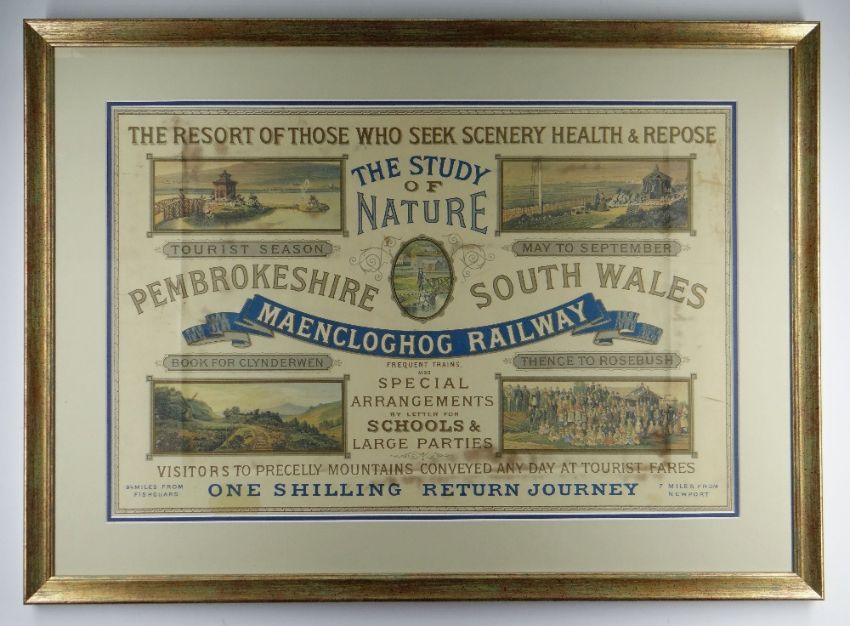 THE RESORT OF THOSE WHO SEEK SCENERY HEALTH & REPOSE
THE STUDY
OF
NATURE
TOURIST SEASON
MAY TO SEPTEMBER
PEMBROKESHIRE
SOUTH WALES
MAENCLOGHOG RAILWAY
BOOK FOR CLYNDERWEN
THENCE TO ROSEBUSH
FREQUENT TRAINS,
ALSO
SPECIAL
ARRANGEMENTS
BY LETTER FOR
SCHOOLS &
LARGE PARTIES
VISITORS TO PRECELLY MOUNTAINS CONVEYED ANY DAY AT TOURIST FARES
MILES FROM
FISHGUARD
ONE SHILLING RETURN JOURNEY
7 MILES FROM
NEWPORT